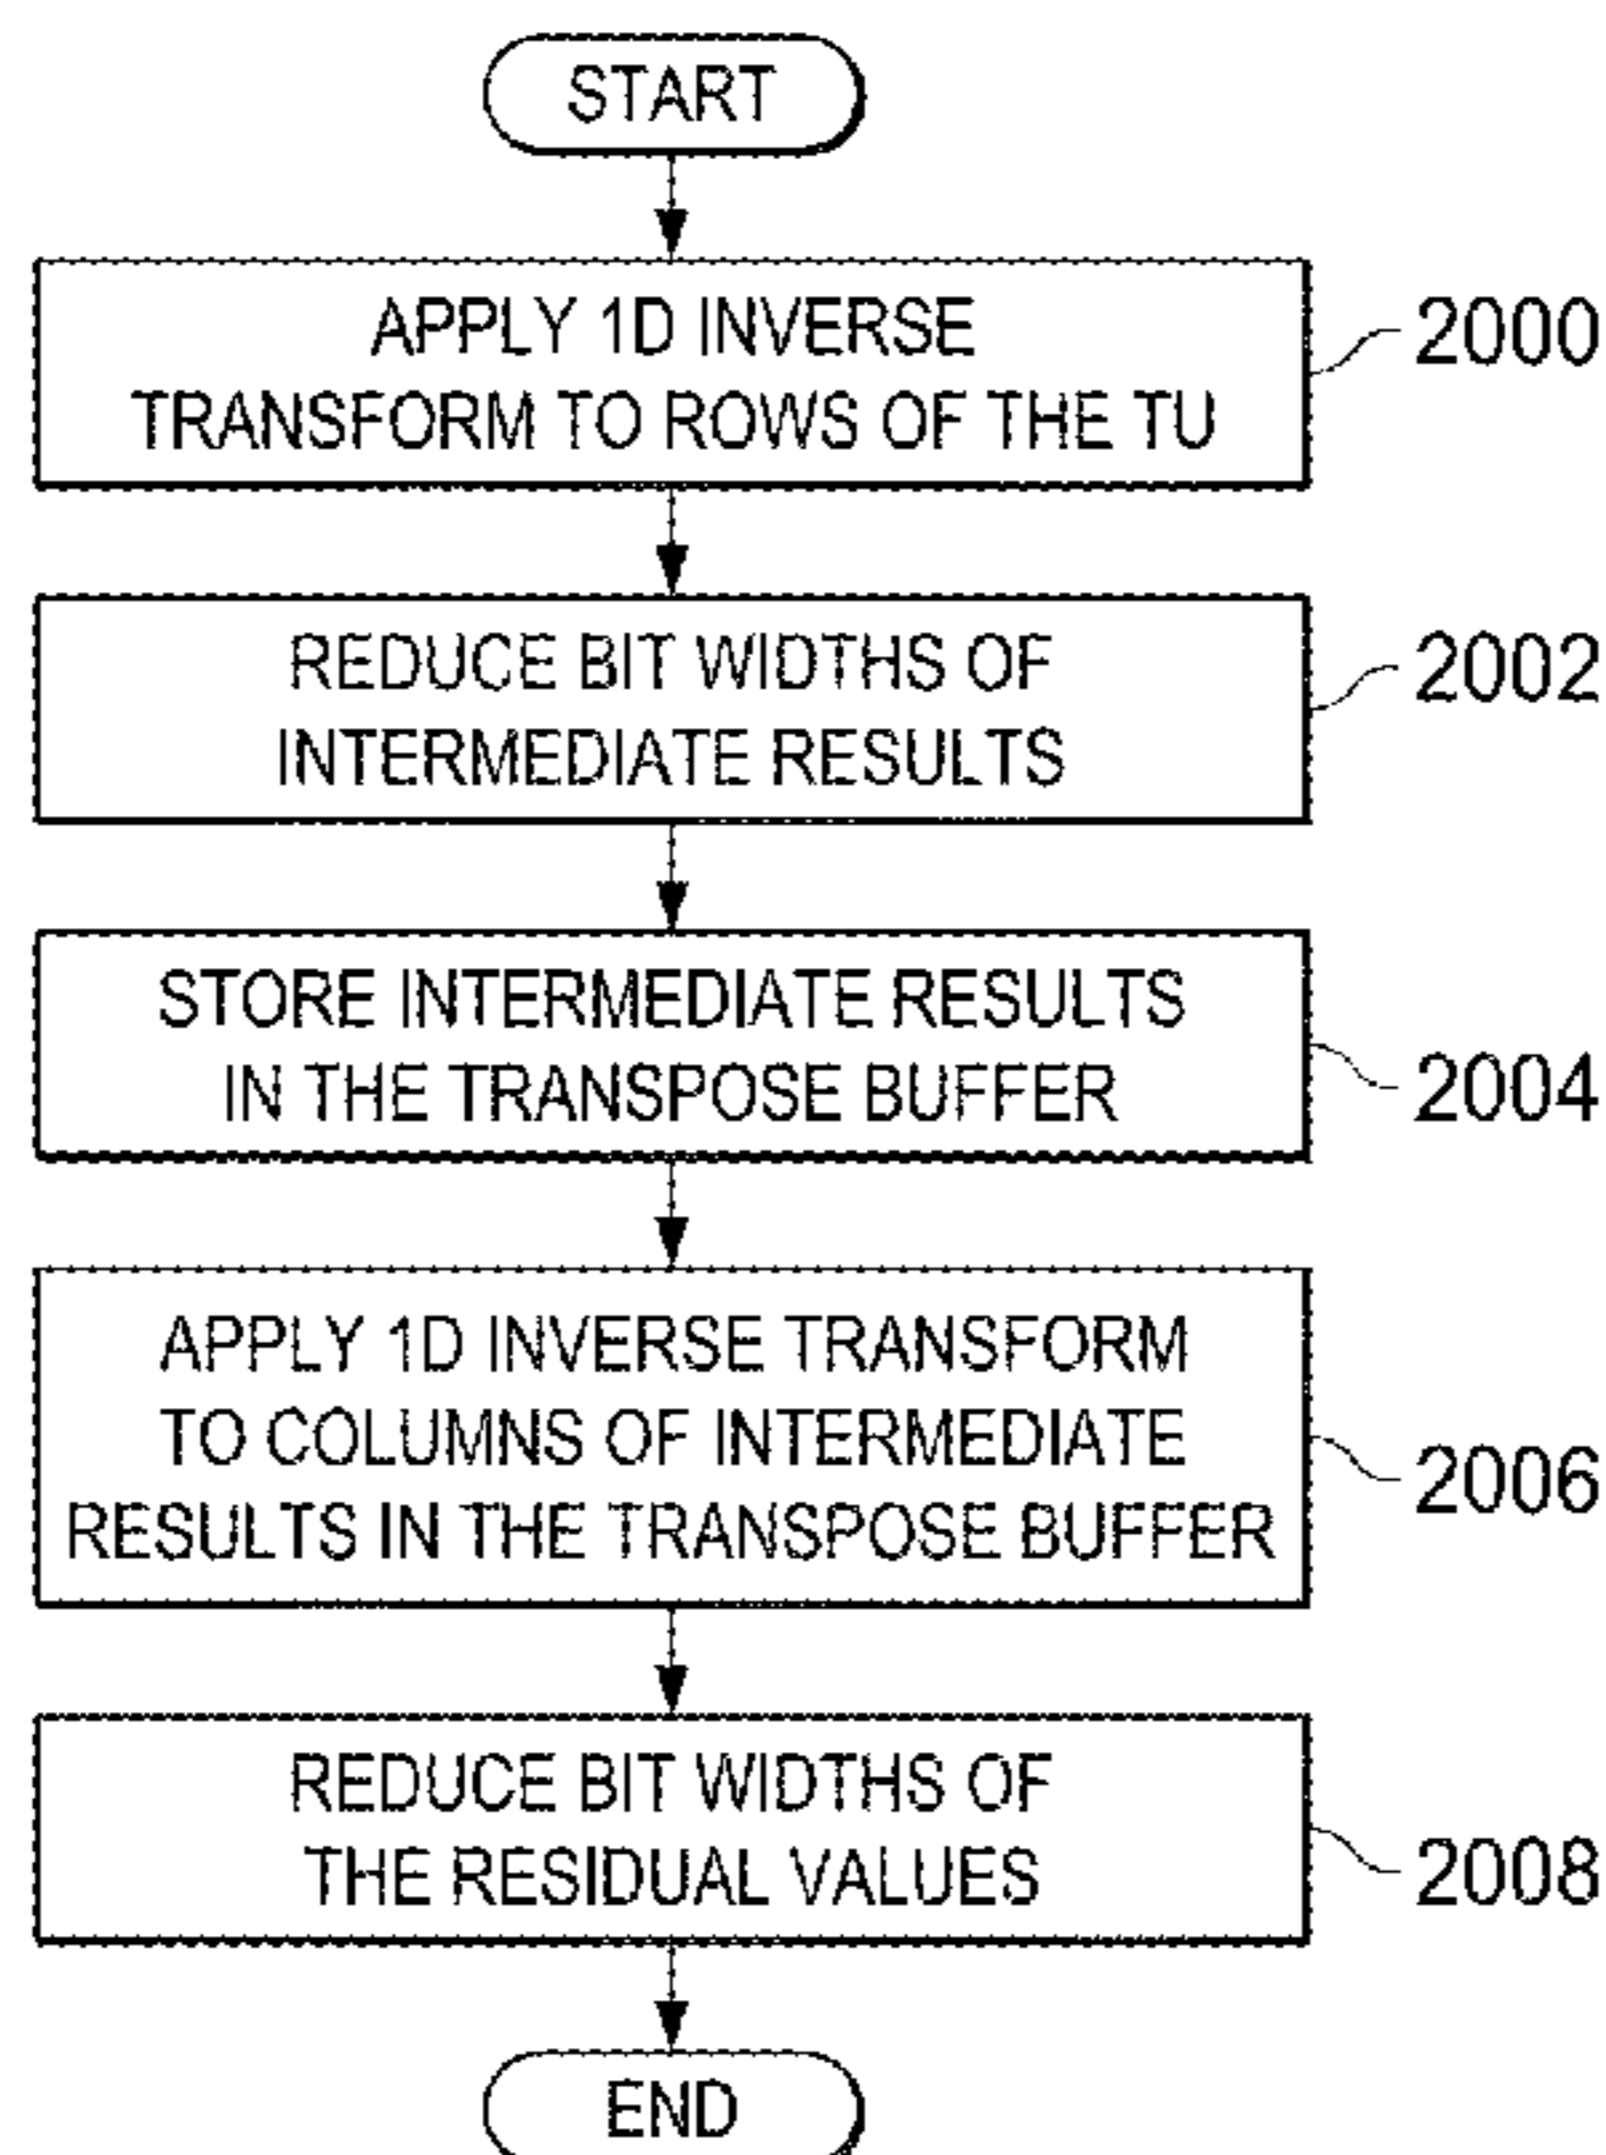 START
APPLY 1D INVERSE
TRANSFORM TO ROWS OF THE TU
2000
REDUCE BIT WIDTHS OF
INTERMEDIATE RESULTS
2002
STORE INTERMEDIATE RESULTS
IN THE TRANSPOSE BUFFER
2004
APPLY 1D INVERSE TRANSFORM
TO COLUMNS OF INTERMEDIATE
RESULTS IN THE TRANSPOSE BUFFER
2006
REDUCE BIT WIDTHS OF
THE RESIDUAL VALUES
2008
END